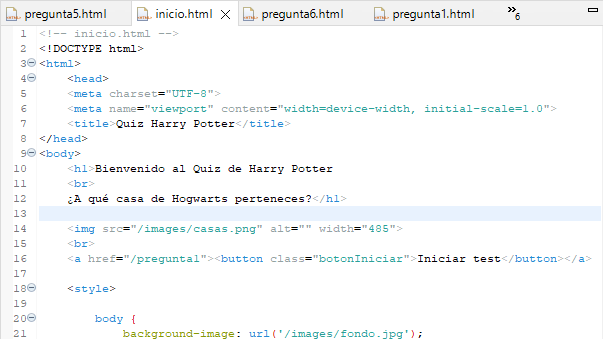 pregunta5.html inicio.html pregunta6.html pregunta1.html »6
1 <!-- inicio.html -->
2 <!DOCTYPE html>
3 <html>
4 <head>
5 <meta charset="UTF-8">
6 <meta name="viewport" content="width=device-width, initial-scale=1.0">
7 <title>Quiz Harry Potter</title>
8 </head>
9 <body>
10 <h1>Bienvenido al Quiz de Harry Potter
11 <br>
12 ¿A qué casa de Hogwarts perteneces?</h1>
13
14 <img src="/images/casas.png" alt="" width="485">
15 <br>
16 <a href="/pregunta1"><button class="botonIniciar">Iniciar test</button></a>
17
18 <style>
19
20 body {
21 background-image: url('/images/fondo.jpg');